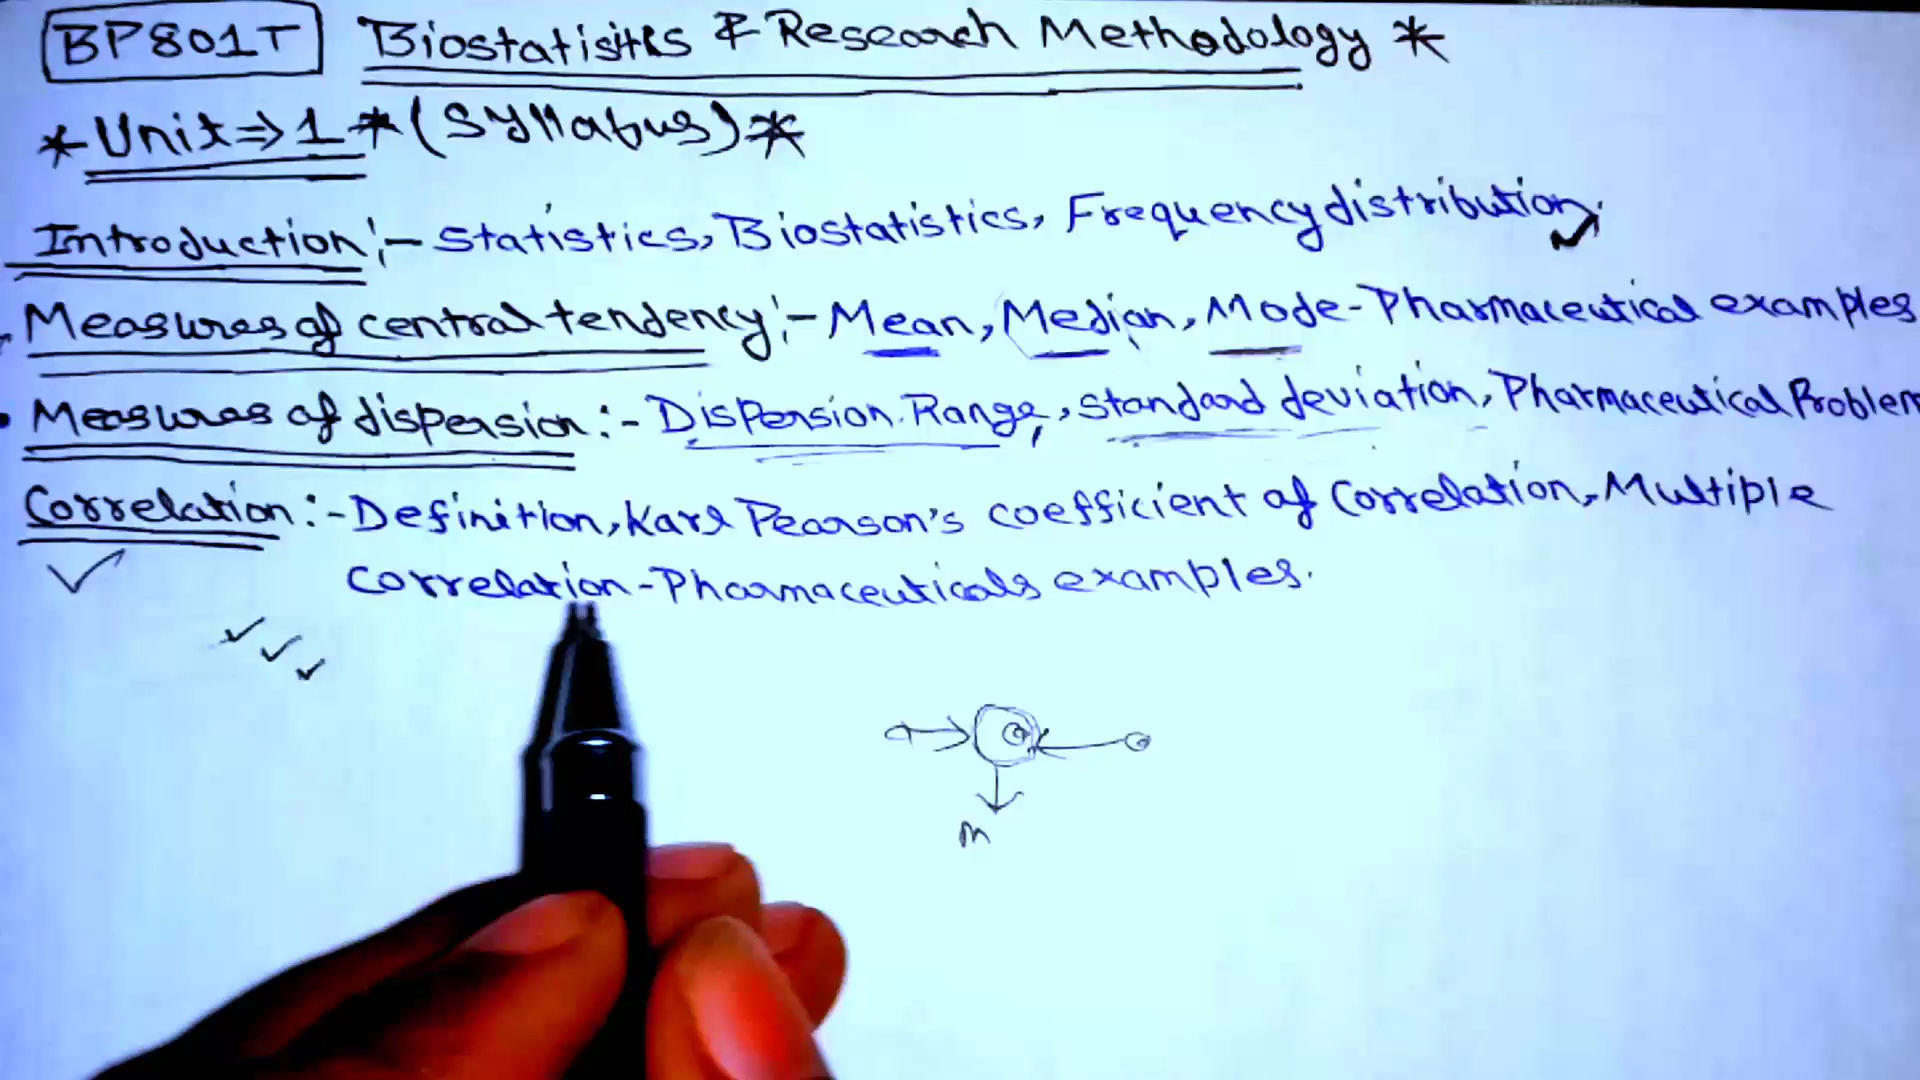 BP801T Biostatisitcs & Research Methodology *
* Unit ⇒ 1 * (Syllabus) *
Introduction :- Statistics, Biostatistics, Frequency distribution.
Measures of central tendency :- Mean, Median, Mode - Pharmaceutical examples
• Measures of dispersion :- Dispersion. Range, standard deviation, Pharmaceutical Problem
Correlation :- Definition, Karl Pearson's coefficient of Correlation, Multiple
Correlation - Pharmaceuticals examples.
m